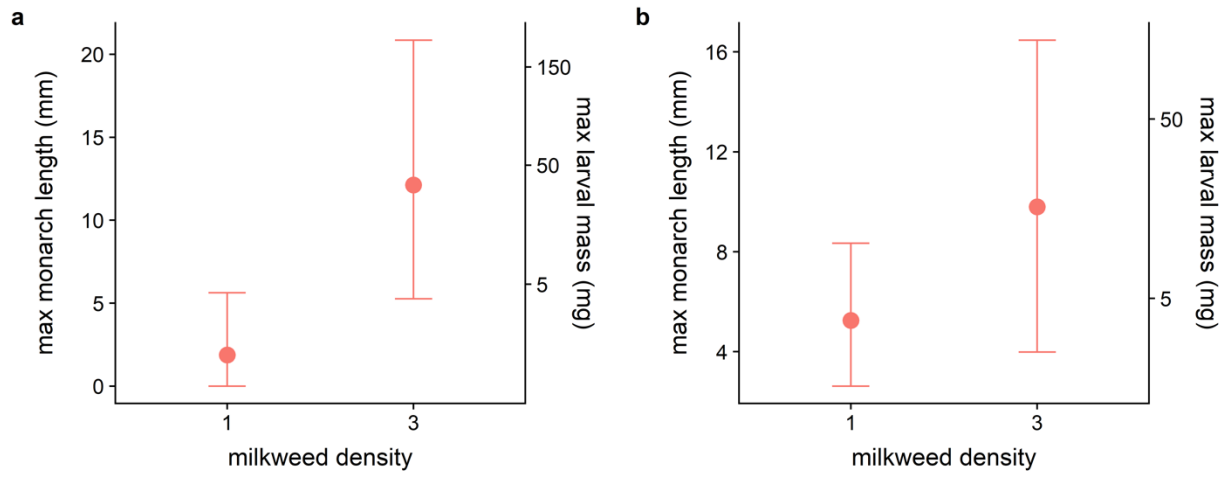 a
max monarch length (mm)
20
15
10
5
0
150
50
5
max larval mass (mg)
1
3
milkweed density
b
max monarch length (mm)
16
12
8
4
50
5
max larval mass (mg)
1
3
milkweed density